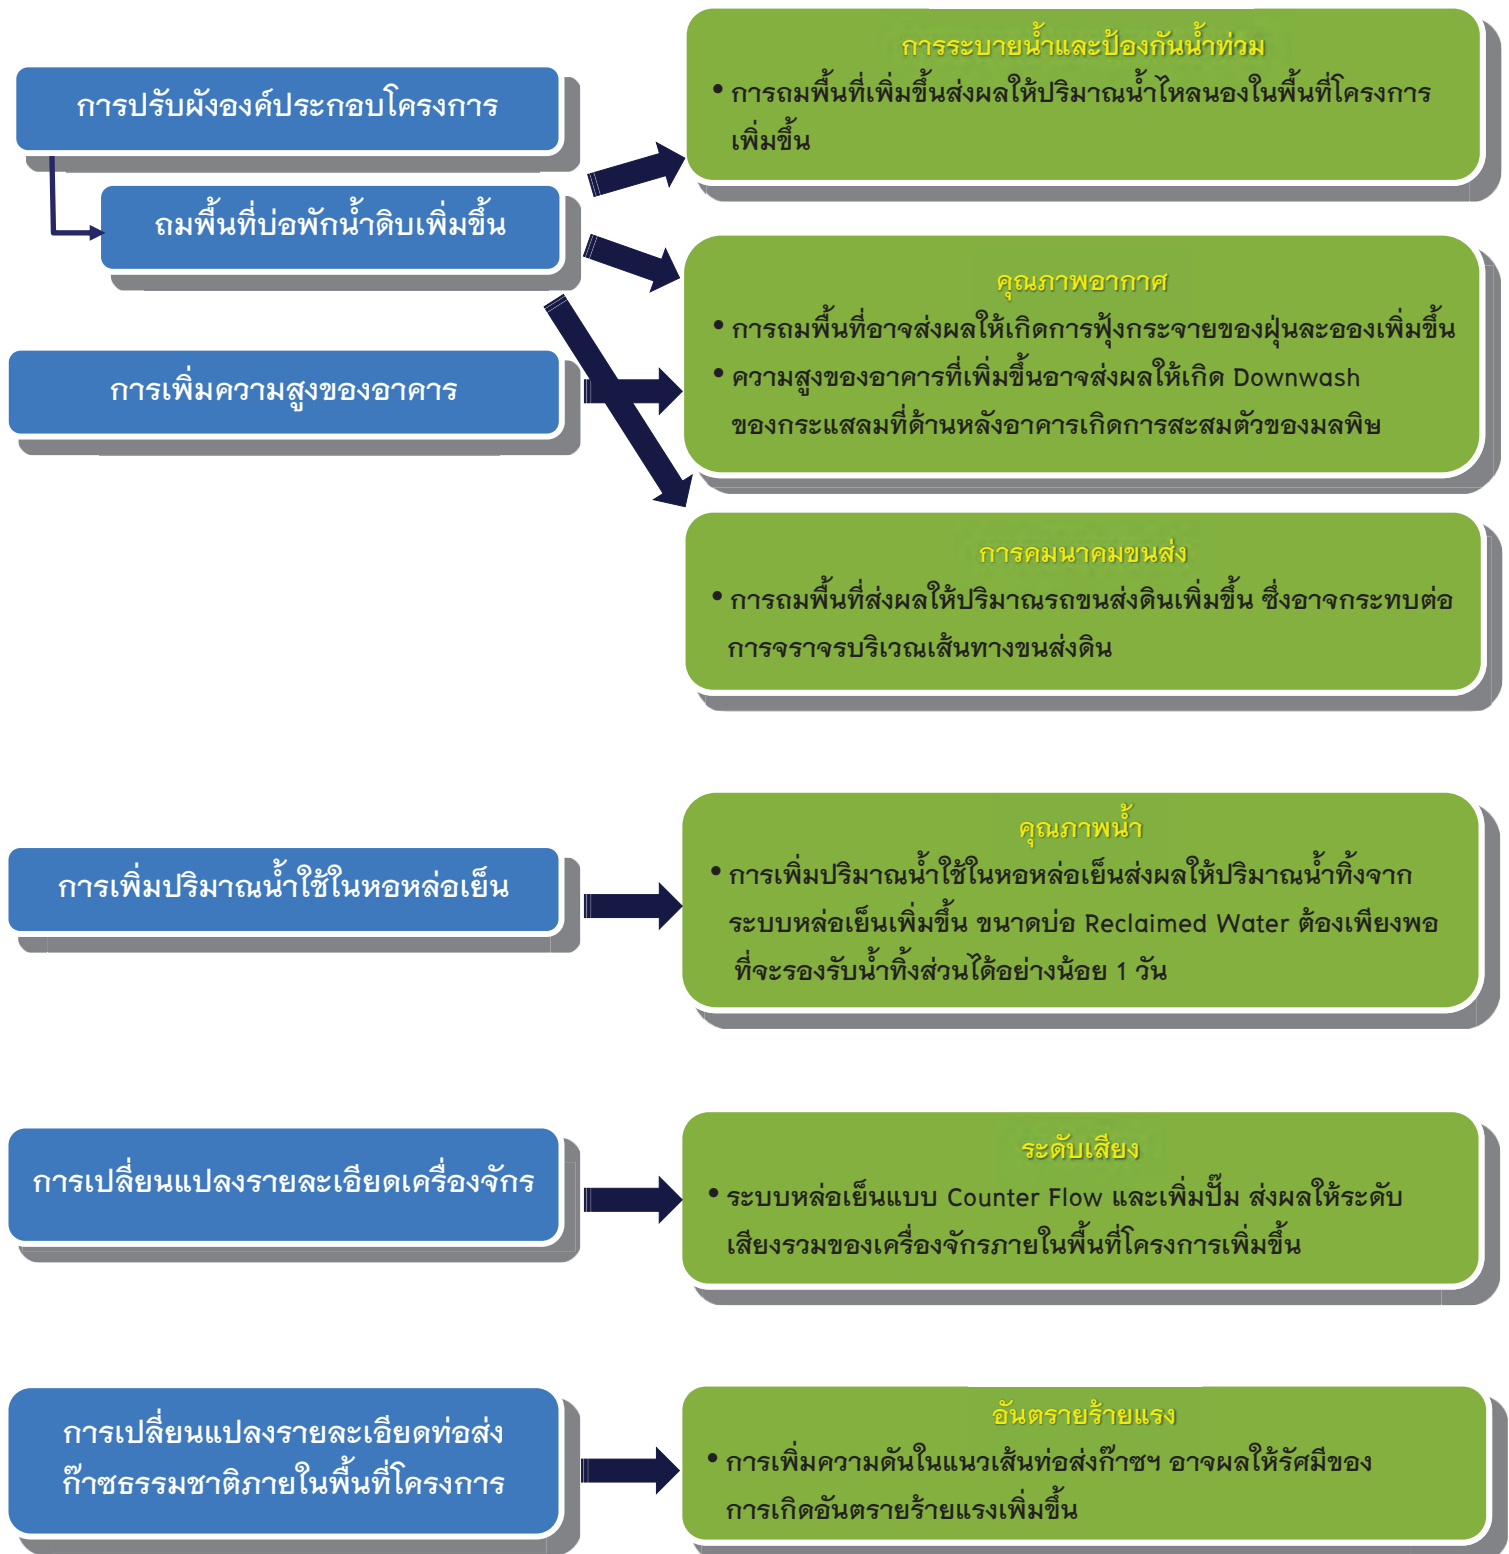 การปรับผังองค์ประกอบโครงการ
ถมพื้นที่บ่อพักน้ำดิบเพิ่มขึ้น
การระบายน้ำและป้องกันน้ำท่วม
• การถมพื้นที่เพิ่มขึ้นส่งผลให้ปริมาณน้ำไหลนองในพื้นที่โครงการ
เพิ่มขึ้น
การเพิ่มความสูงของอาคาร
คุณภาพอากาศ
• การถมพื้นที่อาจส่งผลให้เกิดการฟุ้งกระจายของฝุ่นละอองเพิ่มขึ้น
• ความสูงของอาคารที่เพิ่มขึ้นอาจส่งผลให้เกิด Downwash
ของกระแสลมที่ด้านหลังอาคารเกิดการสะสมตัวของมลพิษ
การคมนาคมขนส่ง
• การถมพื้นที่ส่งผลให้ปริมาณรถขนส่งดินเพิ่มขึ้น ซึ่งอาจกระทบต่อ
การจราจรบริเวณเส้นทางขนส่งดิน
การเพิ่มปริมาณน้ำใช้ในหอหล่อเย็น
คุณภาพน้ำ
• การเพิ่มปริมาณน้ำใช้ในหอหล่อเย็นส่งผลให้ปริมาณน้ำทิ้งจาก
ระบบหล่อเย็นเพิ่มขึ้น ขนาดบ่อ Reclaimed Water ต้องเพียงพอ
ที่จะรองรับน้ำทิ้งส่วนได้อย่างน้อย 1 วัน
การเปลี่ยนแปลงรายละเอียดเครื่องจักร
ระดับเสียง
• ระบบหล่อเย็นแบบ Counter Flow และเพิ่มปั๊ม ส่งผลให้ระดับ
เสียงรวมของเครื่องจักรภายในพื้นที่โครงการเพิ่มขึ้น
การเปลี่ยนแปลงรายละเอียดท่อส่ง
ก๊าซธรรมชาติภายในพื้นที่โครงการ
อันตรายร้ายแรง
• การเพิ่มความดันในแนวเส้นท่อส่งก๊าซฯ อาจผลให้รัศมีของ
การเกิดอันตรายร้ายแรงเพิ่มขึ้น